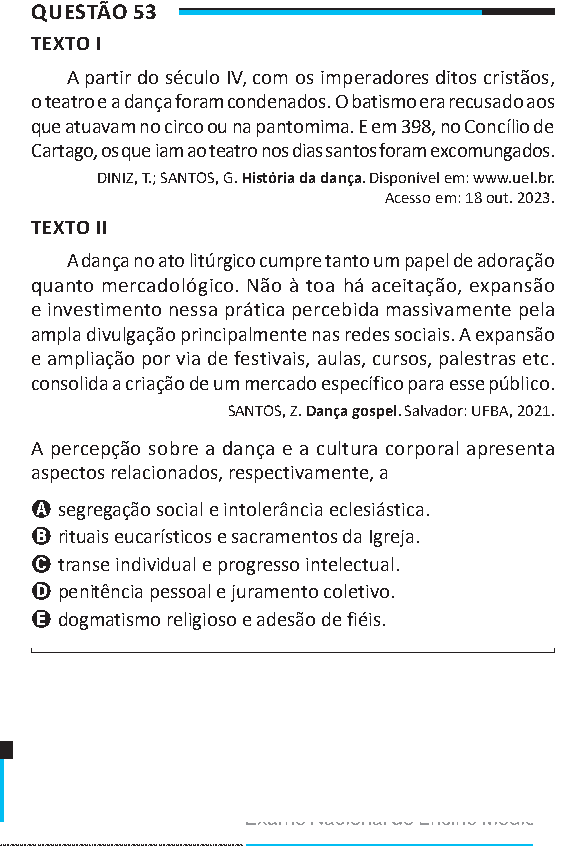 QUESTÃO 53
TEXTO I
A partir do século IV, com os imperadores ditos cristãos,
o teatro e a dança foram condenados. O batismo era recusado aos
que atuavam no circo ou na pantomima. E em 398, no Concílio de
Cartago, os que iam ao teatro nos dias santos foram excomungados.
DINIZ, T.; SANTOS, G. História da dança. Disponível em: www.uel.br.
Acesso em: 18 out. 2023.
TEXTO II
A dança no ato litúrgico cumpre tanto um papel de adoração
quanto mercadológico. Não à toa há aceitação, expansão
e investimento nessa prática percebida massivamente pela
ampla divulgação principalmente nas redes sociais. A expansão
e ampliação por via de festivais, aulas, cursos, palestras etc.
consolida a criação de um mercado específico para esse público.
SANTOS, Z. Dança gospel. Salvador: UFBA, 2021.
A percepção sobre a dança e a cultura corporal apresenta
aspectos relacionados, respectivamente, a
A segregação social e intolerância eclesiástica.
B rituais eucarísticos e sacramentos da Igreja.
C transe individual e progresso intelectual.
D penitência pessoal e juramento coletivo.
E dogmatismo religioso e adesão de fiéis.
Exame Nacional do Ensino Médio